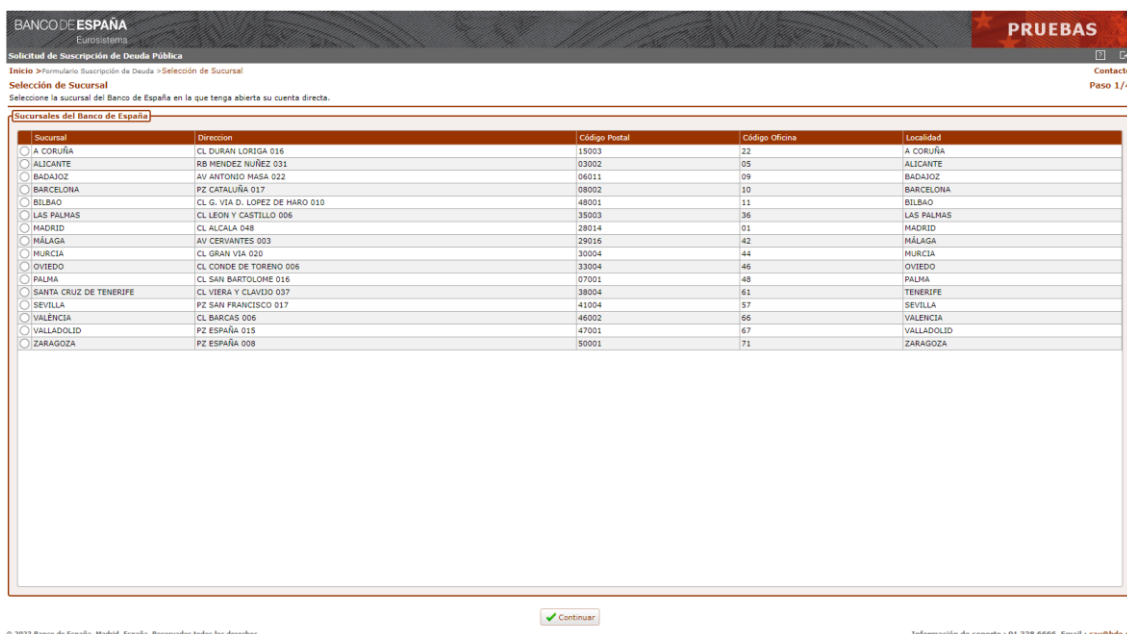 BANCO DE ESPAÑA
Eurosistema
PRUEBAS
Solicitud de Suscripción de Deuda Pública
Inicio >Formulario Suscripción de Deuda >Selección de Sucursal
Contacto
Selección de Sucursal
Paso 1/4
Seleccione la sucursal del Banco de España en la que tenga abierta su cuenta directa.
Sucursales del Banco de España
Sucursal Direccion Código Postal Código Oficina Localidad
A CORUÑA CL DURAN LORIGA 016 15003 22 A CORUÑA
ALICANTE RB MENDEZ NUÑEZ 031 03002 05 ALICANTE
BADAJOZ AV ANTONIO MASA 022 06011 09 BADAJOZ
BARCELONA PZ CATALUÑA 017 08002 10 BARCELONA
BILBAO CL G. VIA D. LOPEZ DE HARO 010 48001 11 BILBAO
LAS PALMAS CL LEON Y CASTILLO 006 35003 36 LAS PALMAS
MADRID CL ALCALA 048 28014 01 MADRID
MÁLAGA AV CERVANTES 003 29016 42 MÁLAGA
MURCIA CL GRAN VIA 020 30004 44 MURCIA
OVIEDO CL CONDE DE TORENO 006 33004 46 OVIEDO
PALMA CL SAN BARTOLOME 016 07001 48 PALMA
SANTA CRUZ DE TENERIFE CL VIERA Y CLAVIJO 037 38004 61 TENERIFE
SEVILLA PZ SAN FRANCISCO 017 41004 57 SEVILLA
VALÈNCIA CL BARCAS 006 46002 66 VALENCIA
VALLADOLID PZ ESPAÑA 015 47001 67 VALLADOLID
ZARAGOZA PZ ESPAÑA 008 50001 71 ZARAGOZA
Continuar